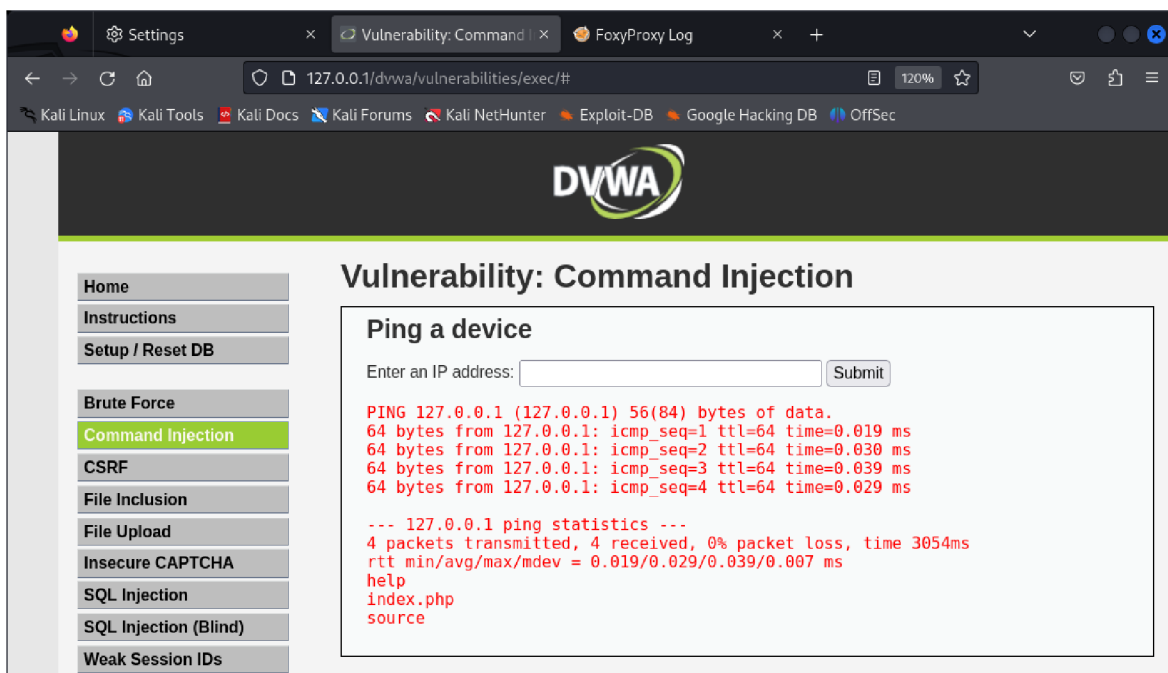 Settings
Vulnerability: Command I
FoxyProxy Log
127.0.0.1/dvwa/vulnerabilities/exec/#
120%
Kali Linux Kali Tools Kali Docs Kali Forums Kali NetHunter Exploit-DB Google Hacking DB OffSec
DVWA
Home
Instructions
Setup / Reset DB
Brute Force
Command Injection
CSRF
File Inclusion
File Upload
Insecure CAPTCHA
SQL Injection
SQL Injection (Blind)
Weak Session IDs
Vulnerability: Command Injection
Ping a device
Enter an IP address: Submit
PING 127.0.0.1 (127.0.0.1) 56(84) bytes of data.
64 bytes from 127.0.0.1: icmp_seq=1 ttl=64 time=0.019 ms
64 bytes from 127.0.0.1: icmp_seq=2 ttl=64 time=0.030 ms
64 bytes from 127.0.0.1: icmp_seq=3 ttl=64 time=0.039 ms
64 bytes from 127.0.0.1: icmp_seq=4 ttl=64 time=0.029 ms
--- 127.0.0.1 ping statistics ---
4 packets transmitted, 4 received, 0% packet loss, time 3054ms
rtt min/avg/max/mdev = 0.019/0.029/0.039/0.007 ms
help
index.php
source